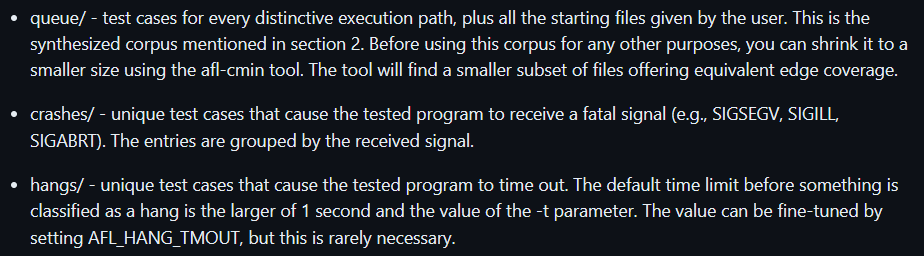 • queue/ - test cases for every distinctive execution path, plus all the starting files given by the user. This is the
synthesized corpus mentioned in section 2. Before using this corpus for any other purposes, you can shrink it to a
smaller size using the afl-cmin tool. The tool will find a smaller subset of files offering equivalent edge coverage.
• crashes/ - unique test cases that cause the tested program to receive a fatal signal (e.g., SIGSEGV, SIGILL,
SIGABRT). The entries are grouped by the received signal.
• hangs/ - unique test cases that cause the tested program to time out. The default time limit before something is
classified as a hang is the larger of 1 second and the value of the -t parameter. The value can be fine-tuned by
setting AFL_HANG_TMOUT, but this is rarely necessary.